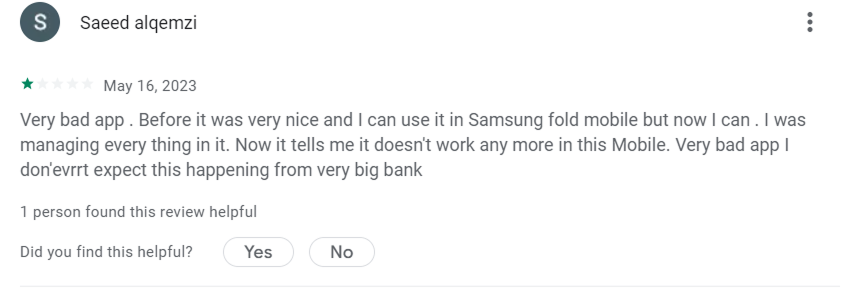 S Saeed alqemzi
May 16, 2023
Very bad app . Before it was very nice and I can use it in Samsung fold mobile but now I can . I was
managing every thing in it. Now it tells me it doesn't work any more in this Mobile. Very bad app I
don'evrrt expect this happening from very big bank
1 person found this review helpful
Did you find this helpful? Yes No